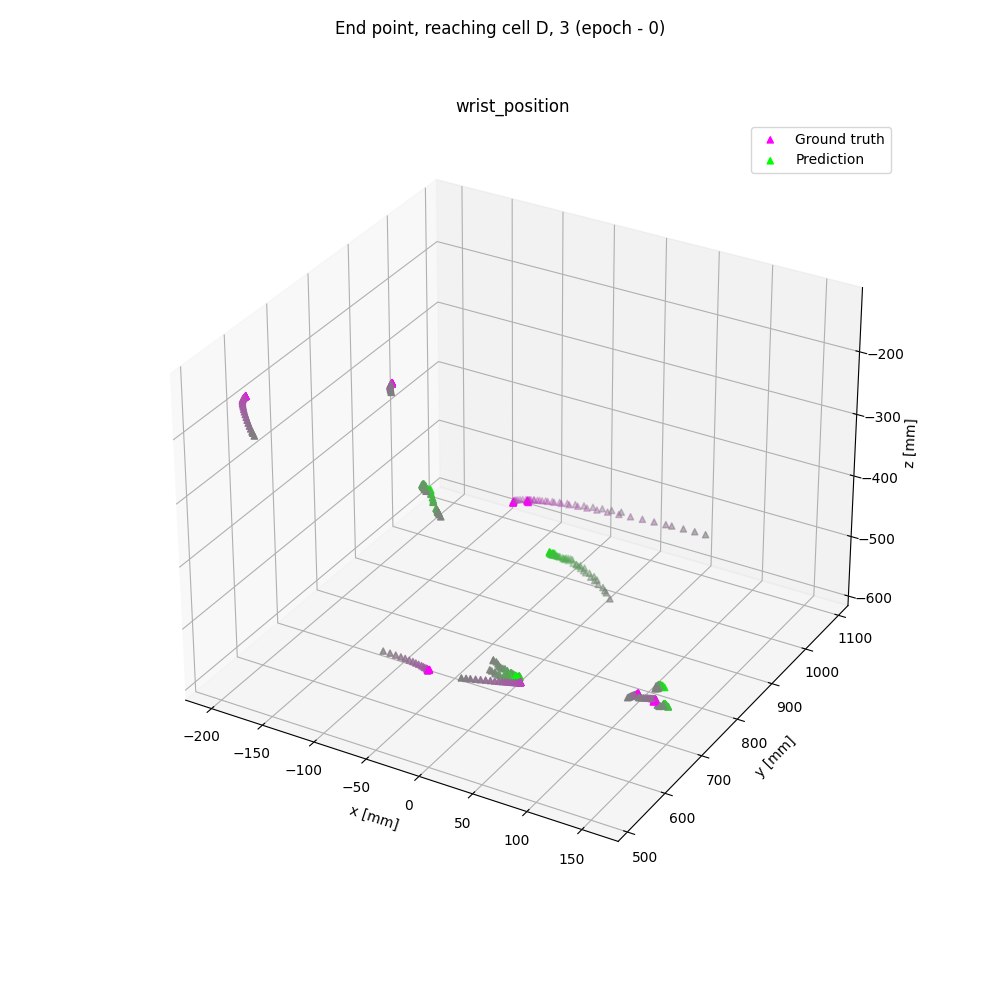 End point, reaching cell D, 3 (epoch - 0)
wrist_position
Ground truth
Prediction
−200
−300
−400
−500
−600
z [mm]
1100
1000
900
800
700
600
500
y [mm]
−200
−150
−100
−50
0
50
100
150
x [mm]